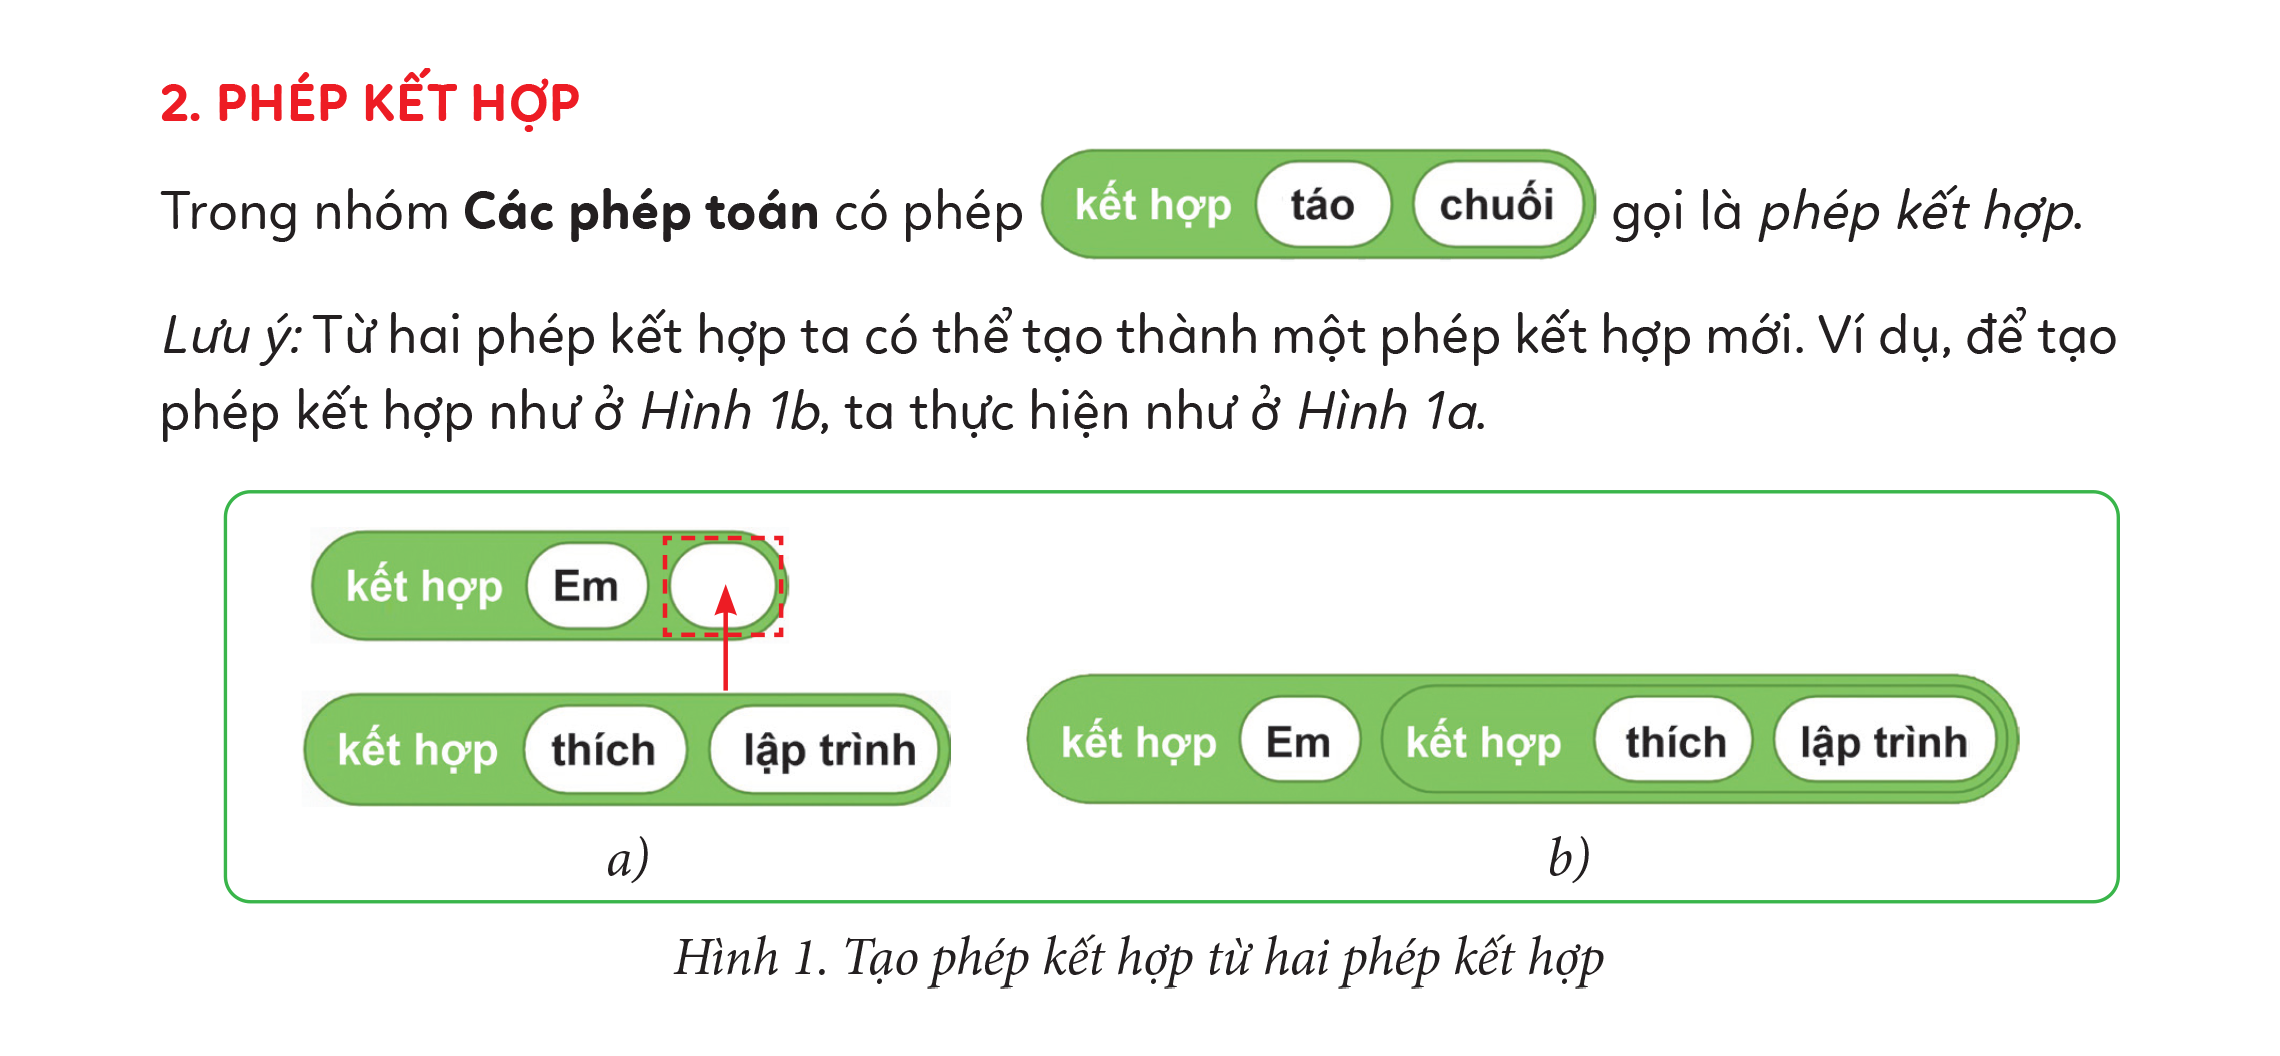 2. PHÉP KẾT HỢP
Trong nhóm Các phép toán có phép kết hợp táo chuối gọi là phép kết hợp.
Lưu ý: Từ hai phép kết hợp ta có thể tạo thành một phép kết hợp mới. Ví dụ, để tạo
phép kết hợp như ở Hình 1b, ta thực hiện như ở Hình 1a.
kết hợp Em
kết hợp thích lập trình
a)
kết hợp Em kết hợp thích lập trình
b)
Hình 1. Tạo phép kết hợp từ hai phép kết hợp